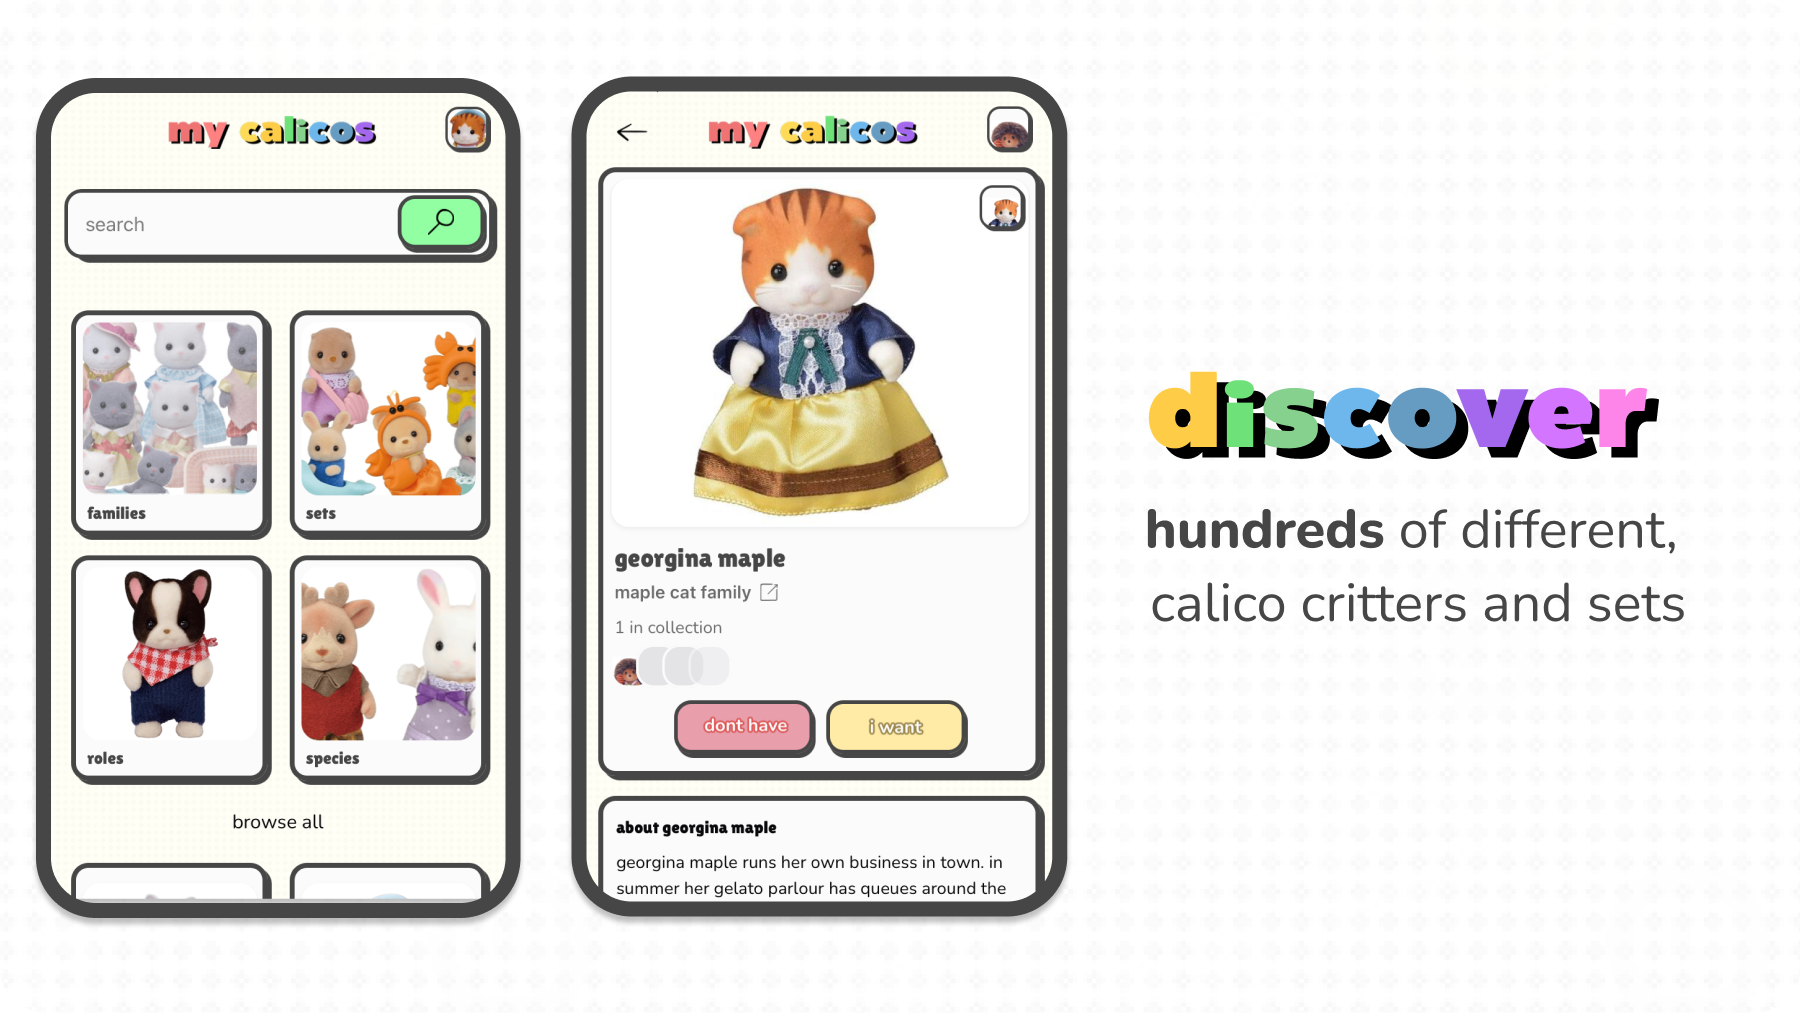 my calicos
search
families
sets
roles
species
browse all
my calicos
georgina maple
maple cat family
1 in collection
dont have
i want
about georgina maple
georgina maple runs her own business in town. in
summer her gelato parlour has queues around the
discover
hundreds of different,
calico critters and sets